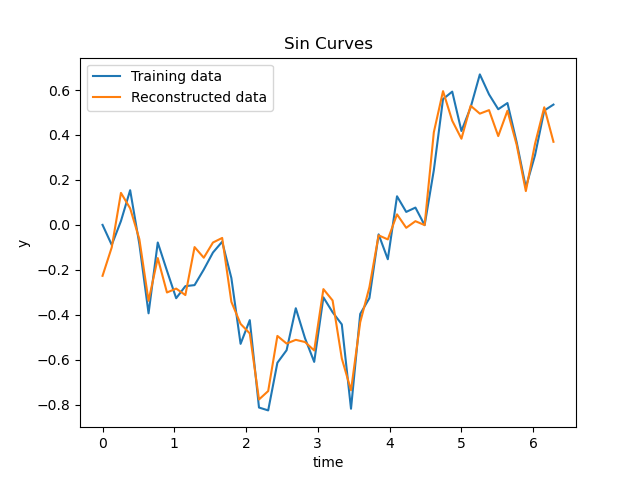 Sin Curves
Training data
Reconstructed data
y
0.6
0.4
0.2
0.0
−0.2
−0.4
−0.6
−0.8
0 1 2 3 4 5 6
time